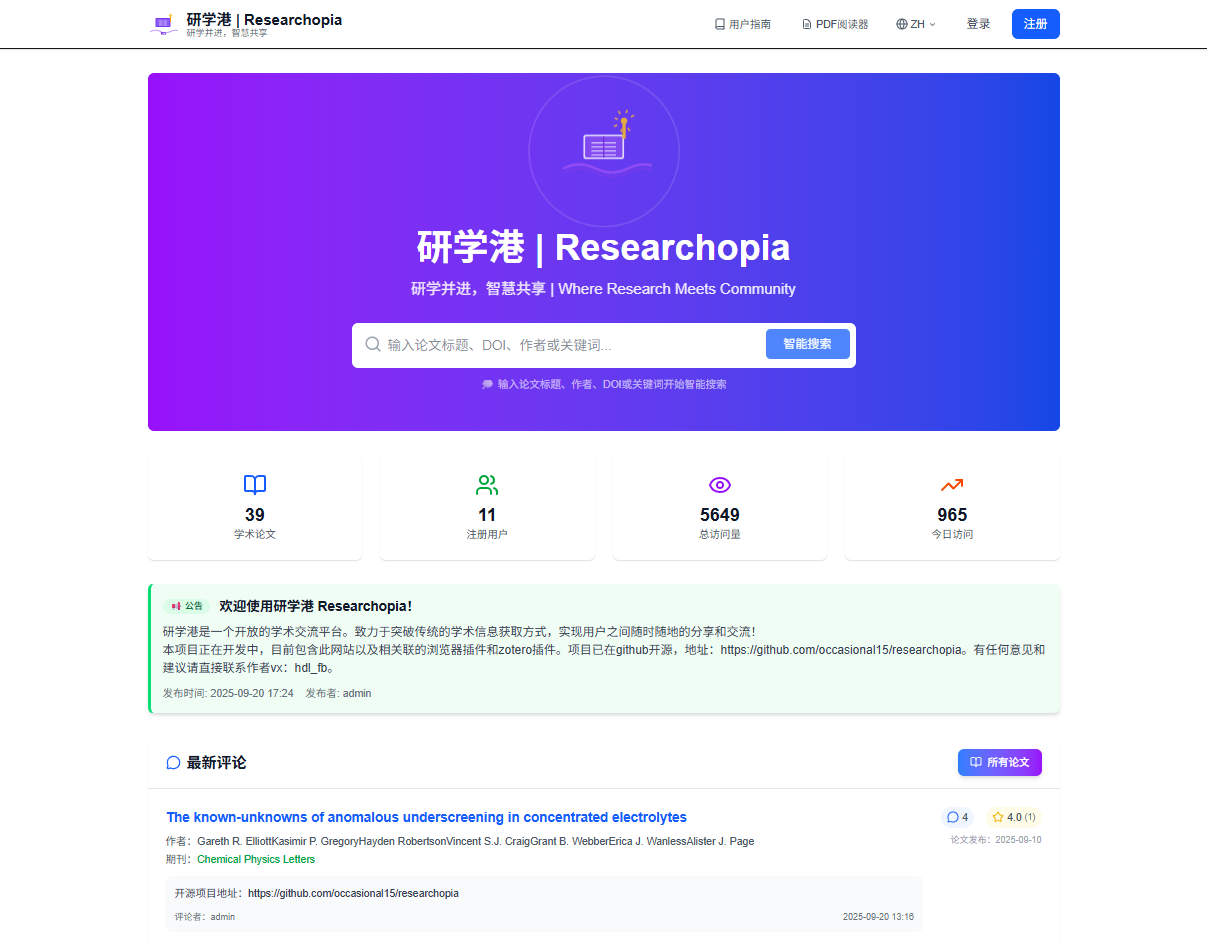 研学港 | Researchopia
研学并进，智慧共享
用户指南
PDF阅读器
ZH
登录
注册
研学港 | Researchopia
研学并进，智慧共享 | Where Research Meets Community
输入论文标题、DOI、作者或关键词...
智能搜索
输入论文标题、作者、DOI或关键词开始智能搜索
39
学术论文
11
注册用户
5649
总访问量
965
今日访问
公告
欢迎使用研学港 Researchopia！
研学港是一个开放的学术交流平台。致力于突破传统的学术信息获取方式，实现用户之间随时随地的分享和交流！
本项目正在开发中，目前包含此网站以及相关联的浏览器插件和zotero插件。项目已在github开源，地址：https://github.com/occasional15/researchopia。有任何意见和
建议请直接联系作者vx：hdl_fb。
发布时间: 2025-09-20 17:24 发布者: admin
最新评论
所有论文
The known-unknowns of anomalous underscreening in concentrated electrolytes
4
4.0 (1)
作者：Gareth R. ElliottKasimir P. GregoryHayden RobertsonVincent S.J. CraigGrant B. WebberErica J. WanlessAlister J. Page
论文发布：2025-09-10
期刊：Chemical Physics Letters
开源项目地址：https://github.com/occasional15/researchopia
评论者：admin
2025-09-20 13:16